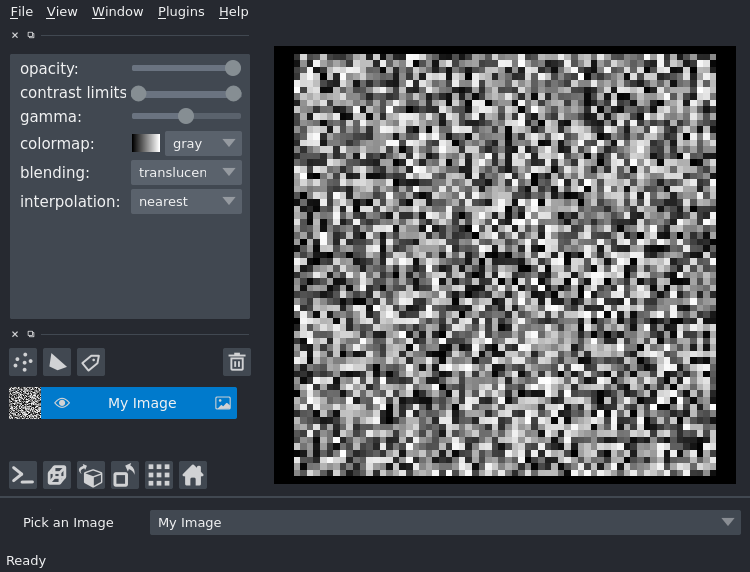 File View Window Plugins Help
opacity:
contrast limits
gamma:
colormap: gray
blending: translucen
interpolation: nearest
My Image
Pick an Image My Image
Ready